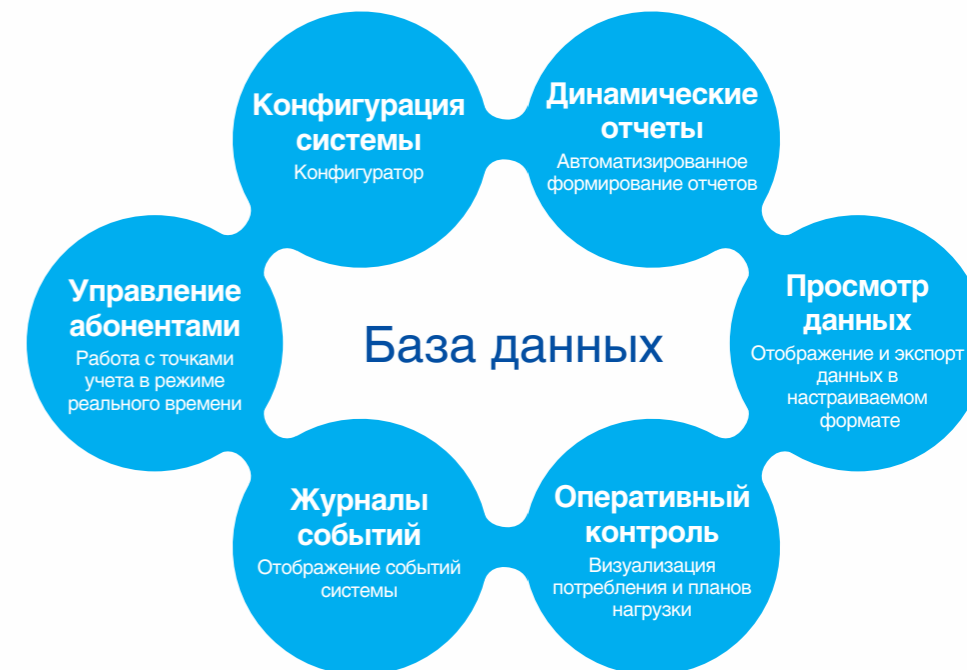 Конфигурация
системы
Конфигуратор
Динамические
отчеты
Автоматизированное
формирование отчетов
Управление
абонентами
Работа с точками
учета в режиме
реального времени
База данных
Просмотр
данных
Отображение и экспорт
данных в
настраиваемом
формате
Журналы
событий
Отображение событий
системы
Оперативный
контроль
Визуализация
потребления и планов
нагрузки